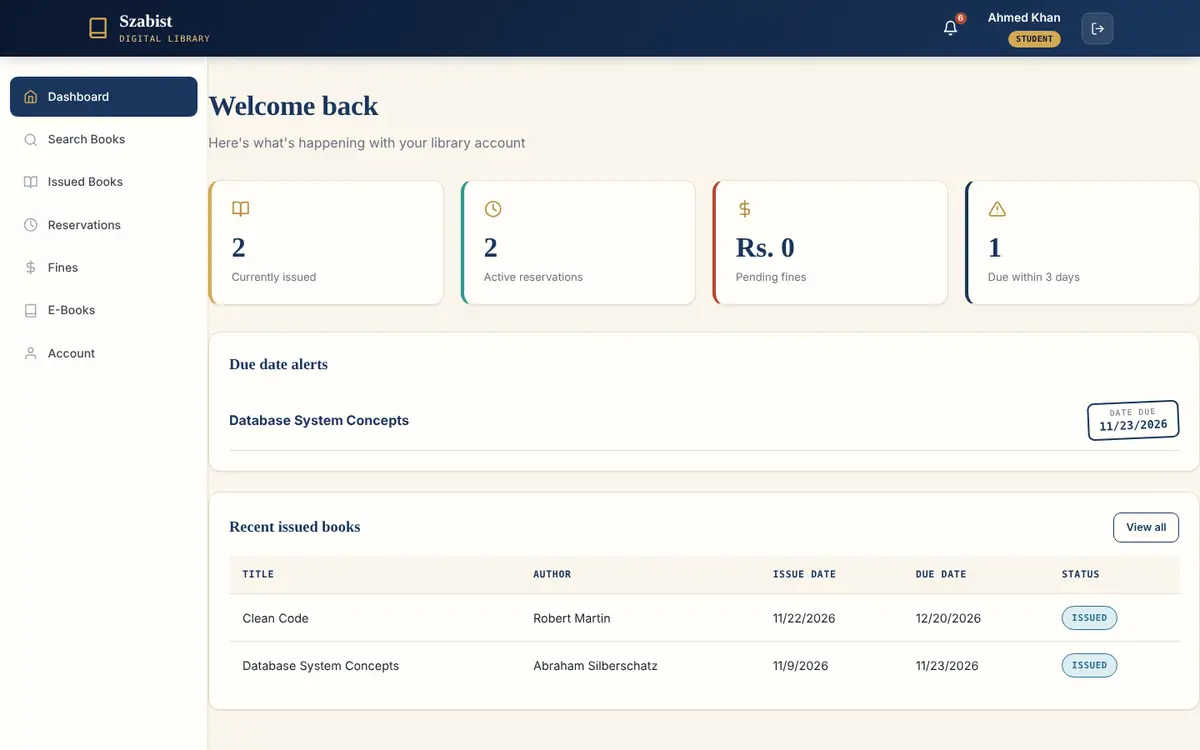 Szabist
DIGITAL LIBRARY
6
Ahmed Khan
STUDENT
Dashboard
Search Books
Issued Books
Reservations
Fines
E-Books
Account
Welcome back
Here's what's happening with your library account
2
Currently issued
2
Active reservations
Rs. 0
Pending fines
1
Due within 3 days
Due date alerts
Database System Concepts
DATE DUE
11/23/2026
Recent issued books
View all
TITLE AUTHOR ISSUE DATE DUE DATE STATUS
Clean Code Robert Martin 11/22/2026 12/20/2026 ISSUED
Database System Concepts Abraham Silberschatz 11/9/2026 11/23/2026 ISSUED